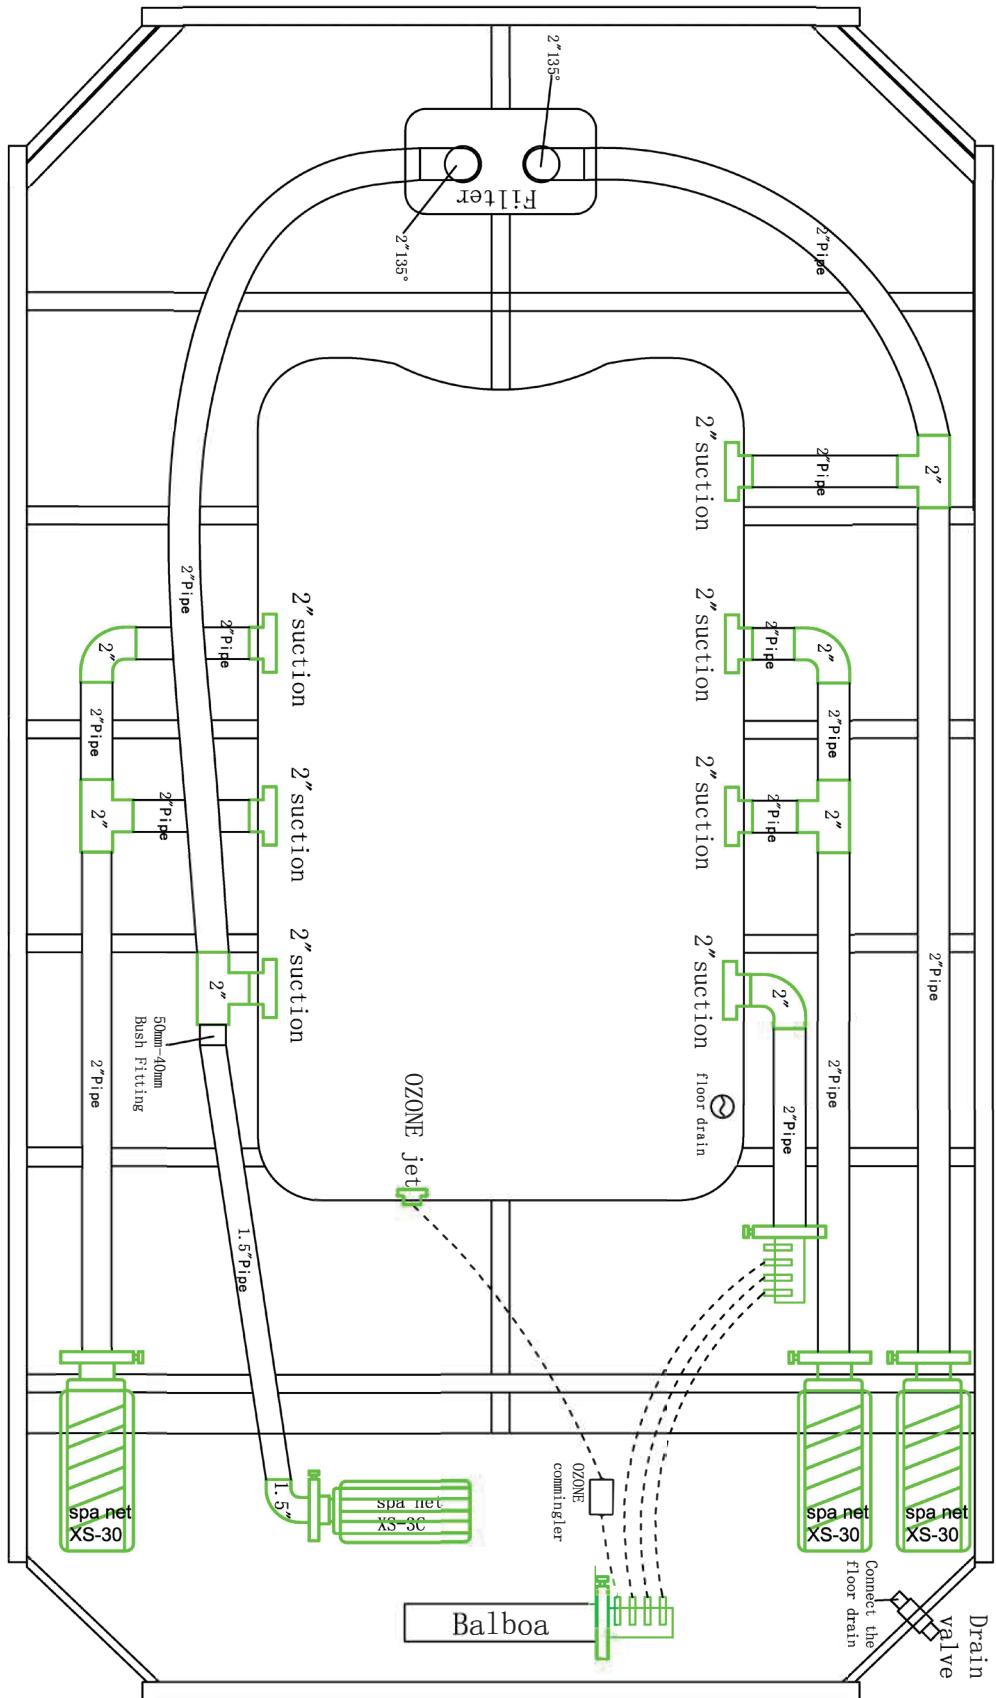 2"135°
Filter
2"135°
2"Pipe
2"suction
2"Pipe
2"
2"Pipe
2"
2"Pipe
2"suction
2"suction
2"Pipe
2"
2"Pipe
2"Pipe
2"
2"Pipe
2"suction
2"suction
2"Pipe
2"
2"suction
2"
2"suction
2"
2"Pipe
50mm-40mm
Bush Fitting
2"Pipe
OZONE jet
floor drain
2"Pipe
2"Pipe
1.5"Pipe
1.5"
spa net
XS-30
spa net
XS-3C
OZONE
commingler
spa net
XS-30
spa net
XS-30
Connect the
floor drain
Drain
valve
Balboa